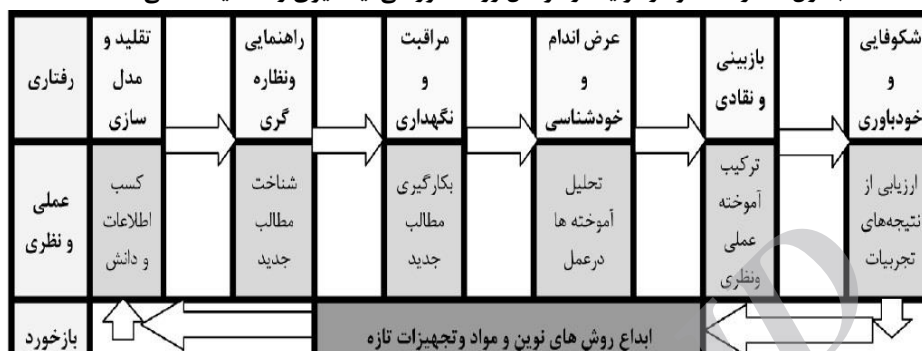 رفتاری
تقلید و
مدل
سازی
راهنمایی
ونظاره
گری
مراقبت
و
نگهداری
عرض اندام
و
خودشناسی
بازبینی
و نقادی
شکوفایی
و
خودباوری
عملی
و نظری
کسب
اطلاعات
و دانش
شناخت
مطالب
جدید
بکارگیری
مطالب
جدید
تحلیل
آموخته ها
درعمل
ترکیب
آموخته
عملی
ونظری
ارزیابی از
نتیجه‌های
تجربیات
بازخورد
ابداع روش های نوین و مواد وتجهیزات تازه